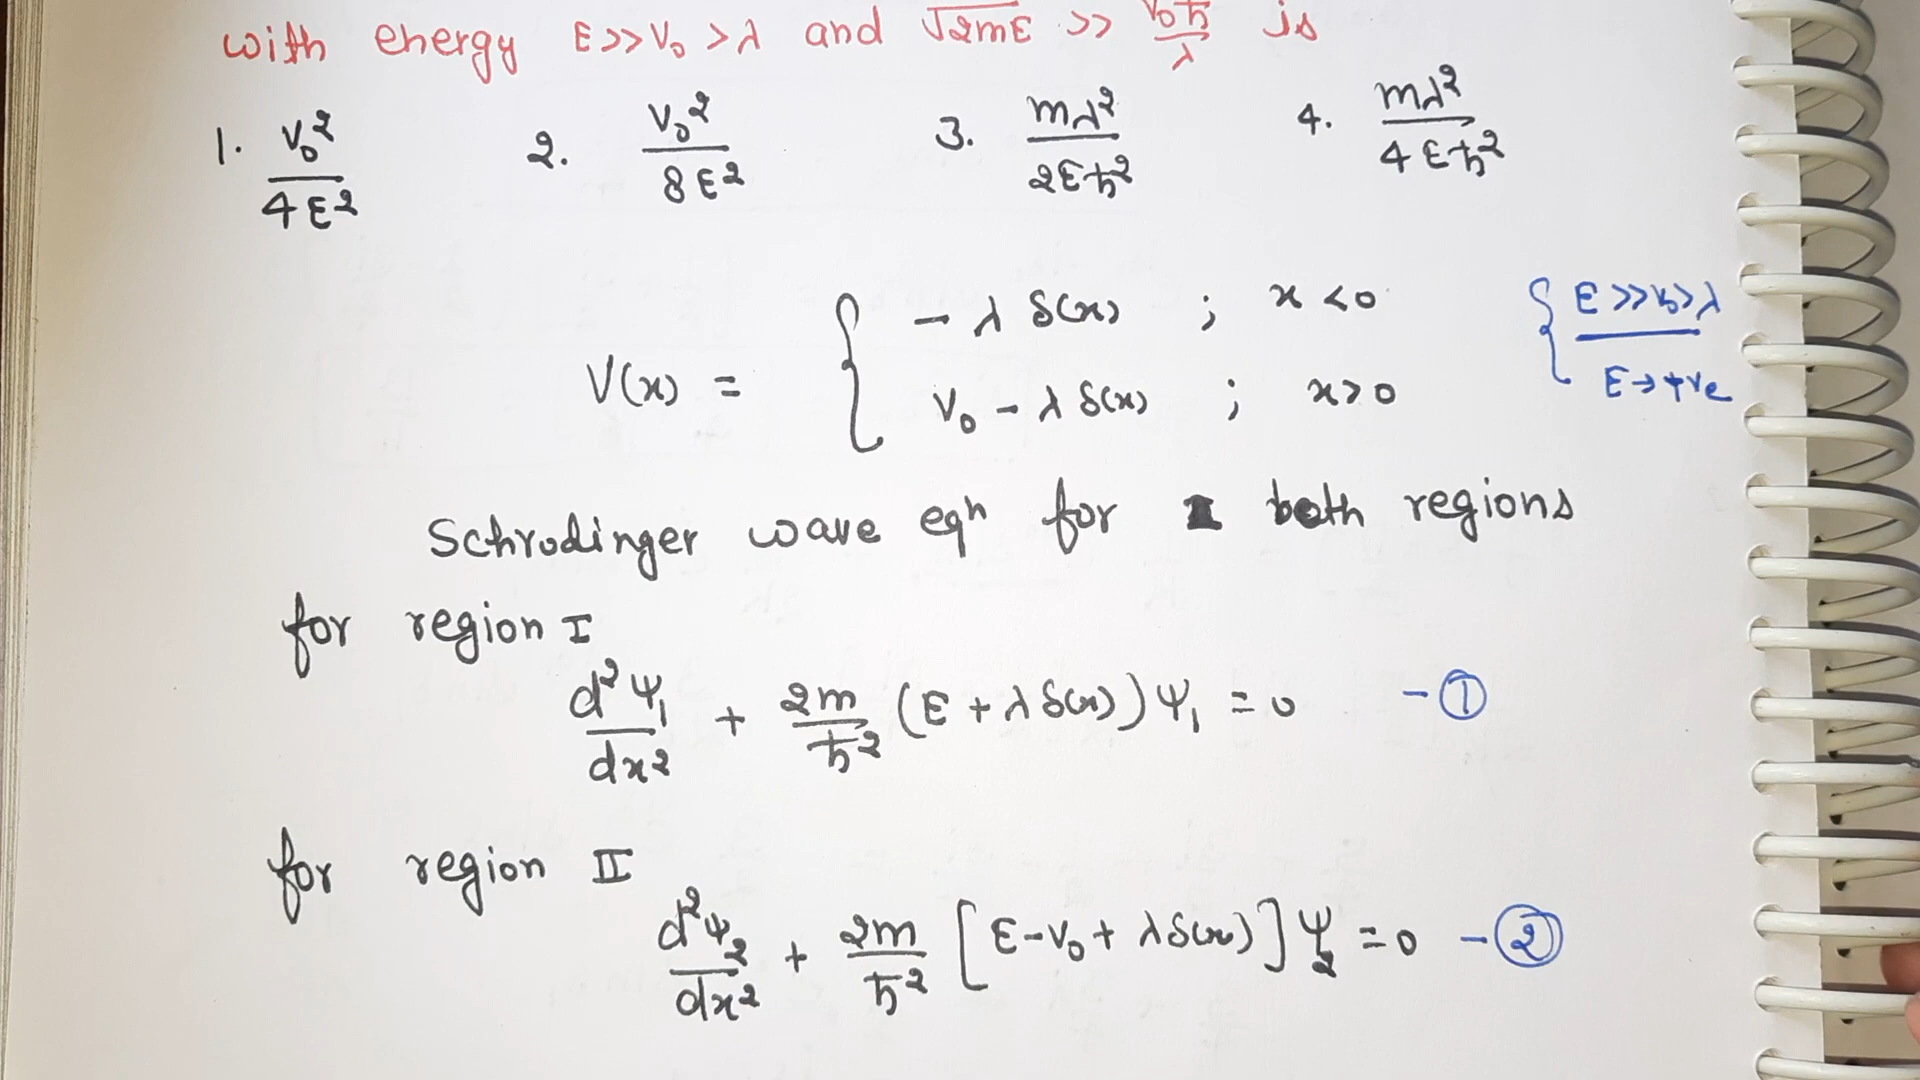 with energy E>>V₀>λ and √2mE >> V₀ħ/λ is
1. V₀²/4E² 2. V₀²/8E² 3. mλ²/2Eħ² 4. mλ²/4Eħ²
V(x) = { -λ δ(x) ; x<0
V₀ - λ δ(x) ; x>0
{ E>>V₀>λ
E→+ve
Schrodinger wave eqⁿ for both regions
for region I
d²ψ₁/dx² + 2m/ħ² (E + λ δ(x)) ψ₁ = 0 -①
for region II
d²ψ₂/dx² + 2m/ħ² [E-V₀+ λδ(x)] ψ₂ = 0 -②